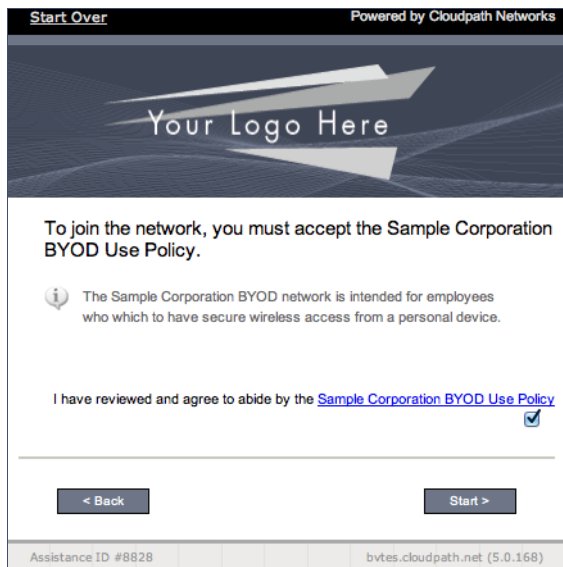 Start Over Powered by Cloudpath Networks
Your Logo Here
To join the network, you must accept the Sample Corporation
BYOD Use Policy.
The Sample Corporation BYOD network is intended for employees
who which to have secure wireless access from a personal device.
I have reviewed and agree to abide by the Sample Corporation BYOD Use Policy
< Back Start >
Assistance ID #8828 bvtes.cloudpath.net (5.0.168)